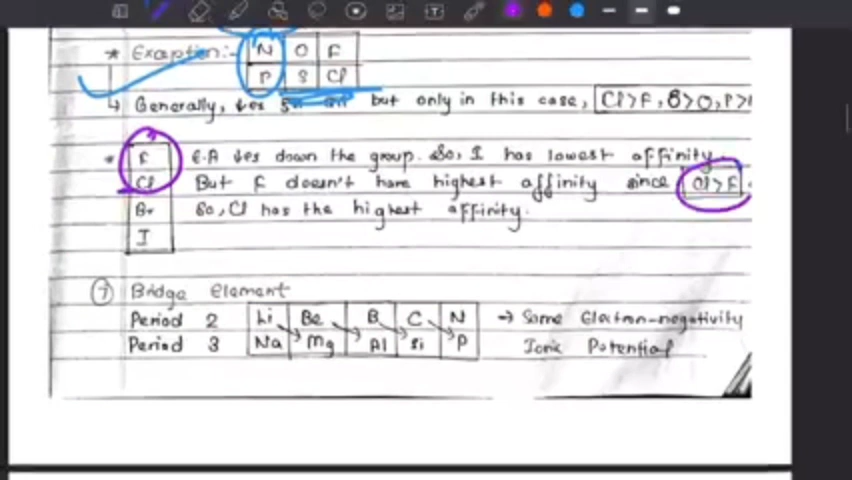 * Exception:- N O F
P S Cl
↳ Generally, ↓es but only in this case, Cl>F, S>O, P>
* F E.A ↓es down the group. So, I has lowest affinity
Cl But F doesn't have highest affinity since Cl>F.
Br So, Cl has the highest affinity.
I
7 Bridge Element
Period 2 Li Be B C N → Same Electron-negativity
Period 3 Na Mg Al Si P Ionic Potential